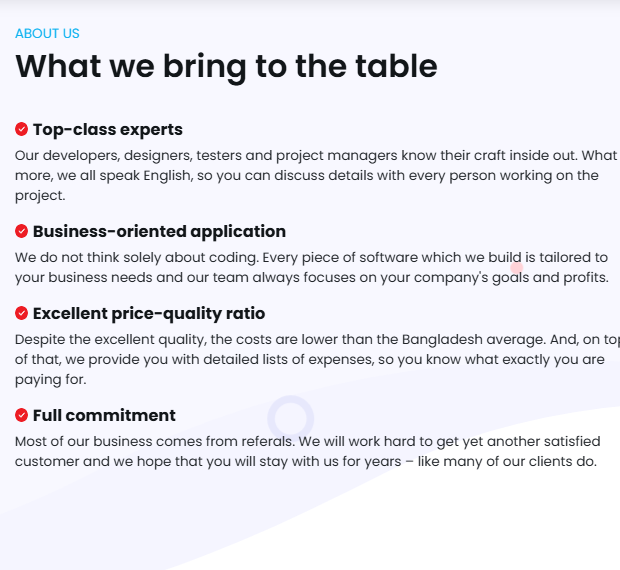 ABOUT US
What we bring to the table
Top-class experts
Our developers, designers, testers and project managers know their craft inside out. What
more, we all speak English, so you can discuss details with every person working on the
project.
Business-oriented application
We do not think solely about coding. Every piece of software which we build is tailored to
your business needs and our team always focuses on your company's goals and profits.
Excellent price-quality ratio
Despite the excellent quality, the costs are lower than the Bangladesh average. And, on top
of that, we provide you with detailed lists of expenses, so you know what exactly you are
paying for.
Full commitment
Most of our business comes from referals. We will work hard to get yet another satisfied
customer and we hope that you will stay with us for years – like many of our clients do.